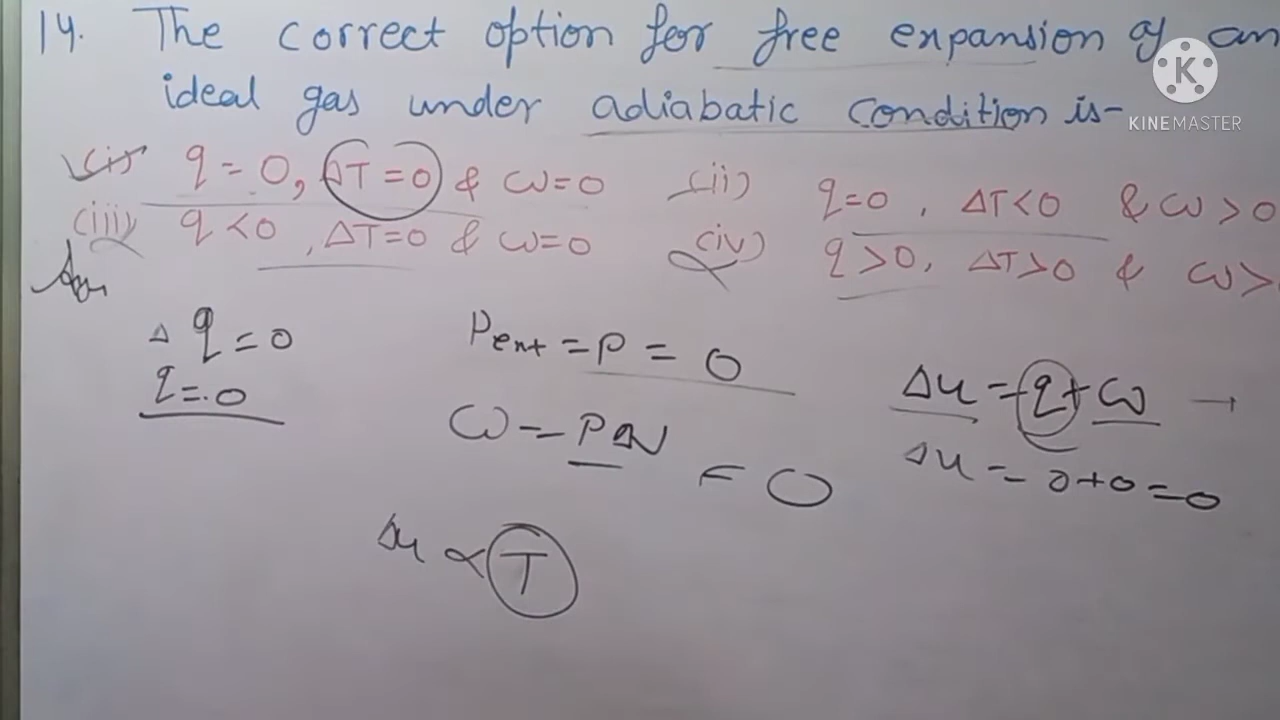 14. The correct option for free expansion of an
ideal gas under adiabatic condition is-
(i) q = 0, ΔT = 0 & w = 0 (ii) q = 0, ΔT < 0 & w > 0
(iii) q < 0, ΔT = 0 & w = 0 (iv) q > 0, ΔT > 0 & w >
Ans
Δq = 0
q = 0
Pext = P = 0
w = - PΔV
= 0
Δu = q + w →
Δu = 0 + 0 = 0
Δu ∝ T
K
KINEMASTER